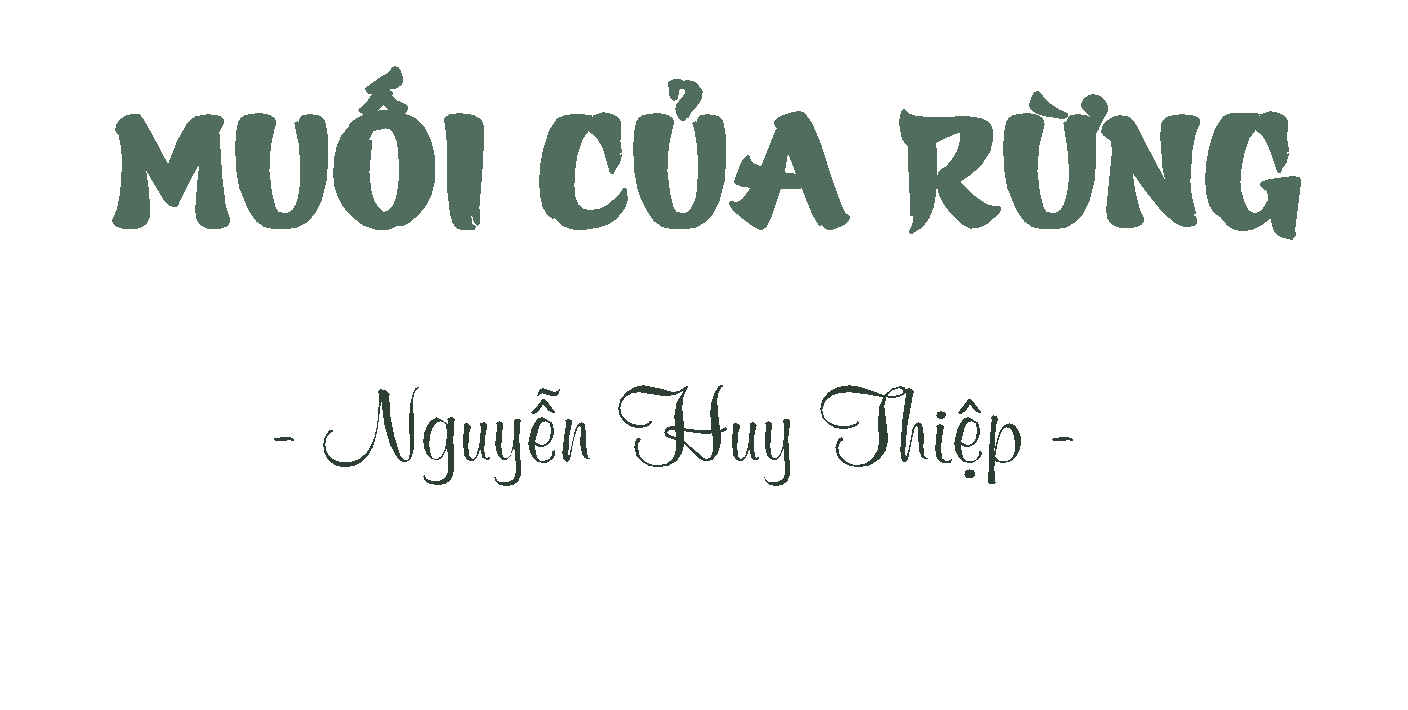 MUỐI CỦA RỪNG
- Nguyễn Huy Thiệp -